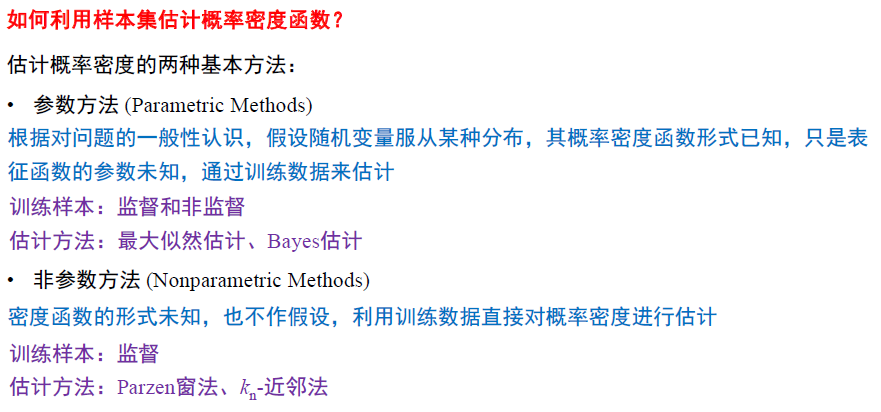 如何利用样本集估计概率密度函数？
估计概率密度的两种基本方法：
• 参数方法 (Parametric Methods)
根据对问题的一般性认识，假设随机变量服从某种分布，其概率密度函数形式已知，只是表
征函数的参数未知，通过训练数据来估计
训练样本：监督和非监督
估计方法：最大似然估计、Bayes估计
• 非参数方法 (Nonparametric Methods)
密度函数的形式未知，也不作假设，利用训练数据直接对概率密度进行估计
训练样本：监督
估计方法：Parzen窗法、kn-近邻法